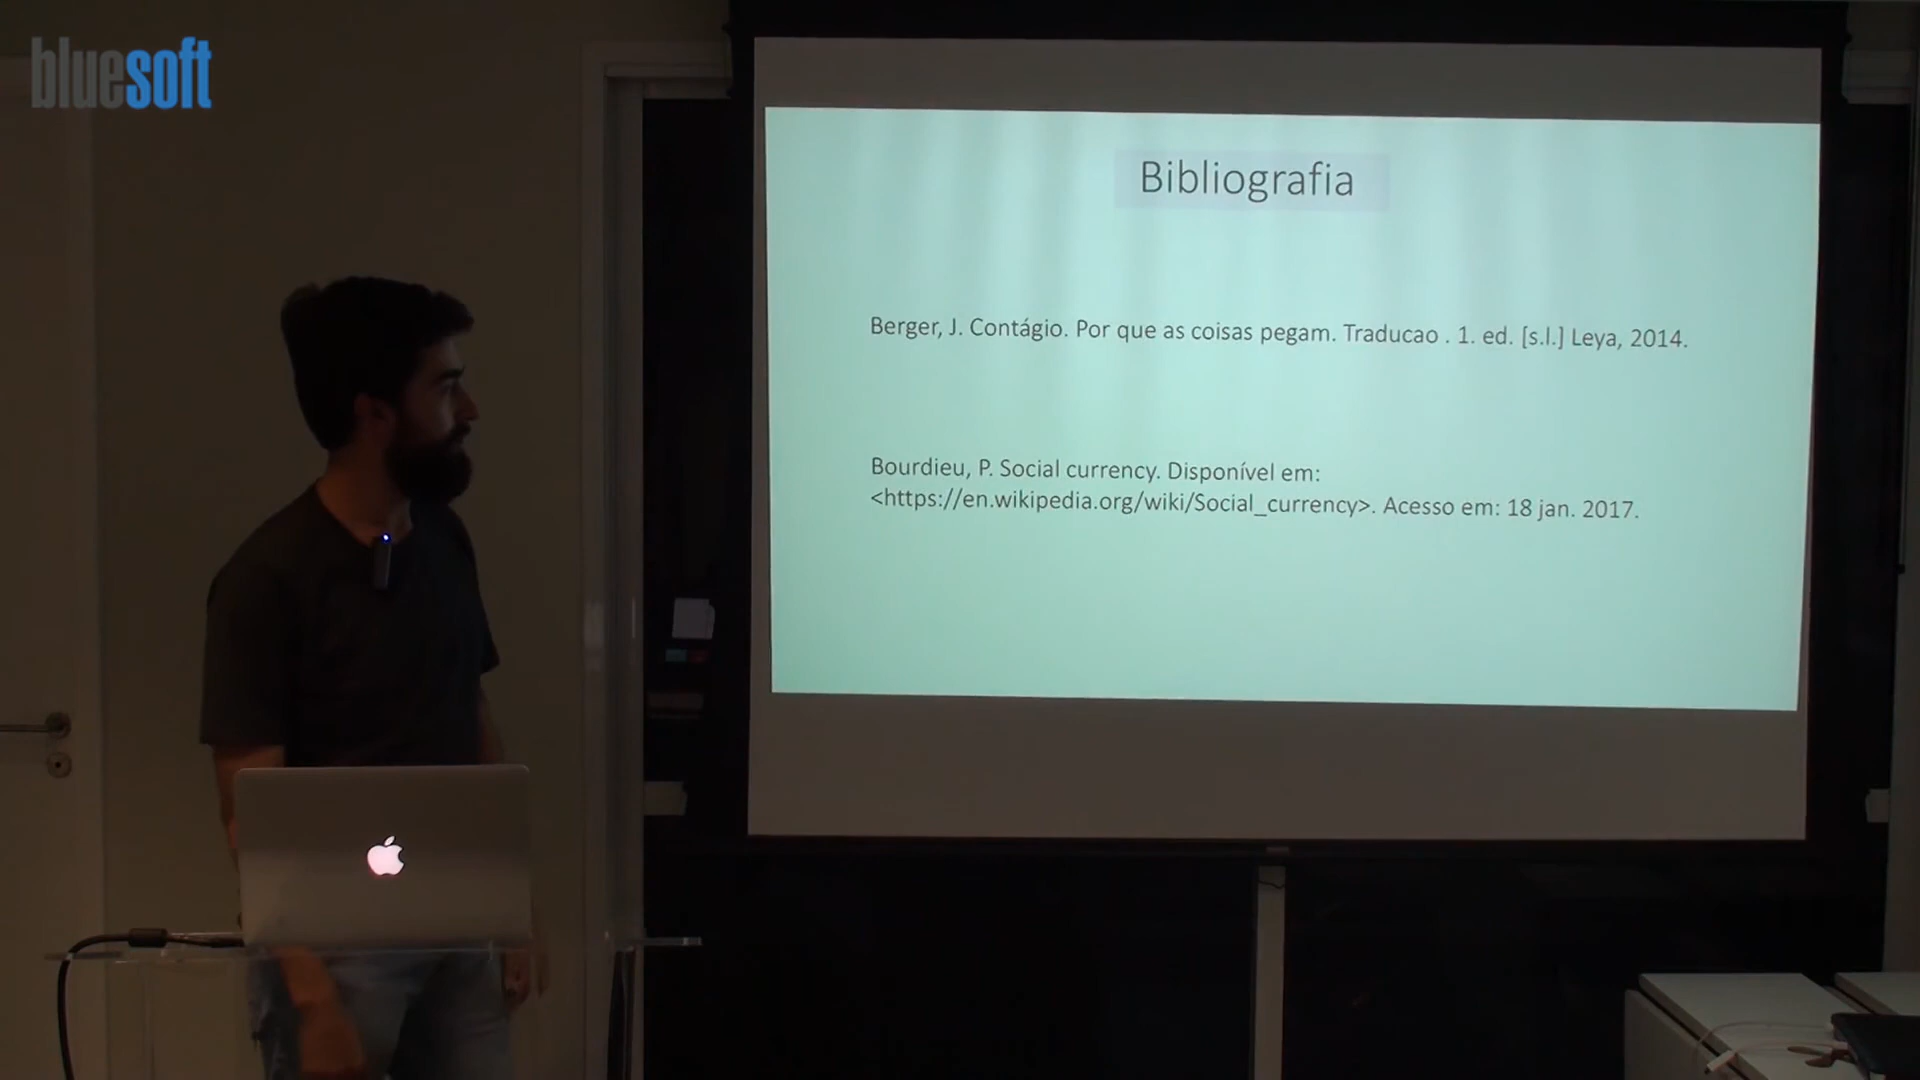 bluesoft
Bibliografia
Berger, J. Contágio. Por que as coisas pegam. Traducao . 1. ed. [s.l.] Leya, 2014.
Bourdieu, P. Social currency. Disponível em:
<https://en.wikipedia.org/wiki/Social_currency>. Acesso em: 18 jan. 2017.